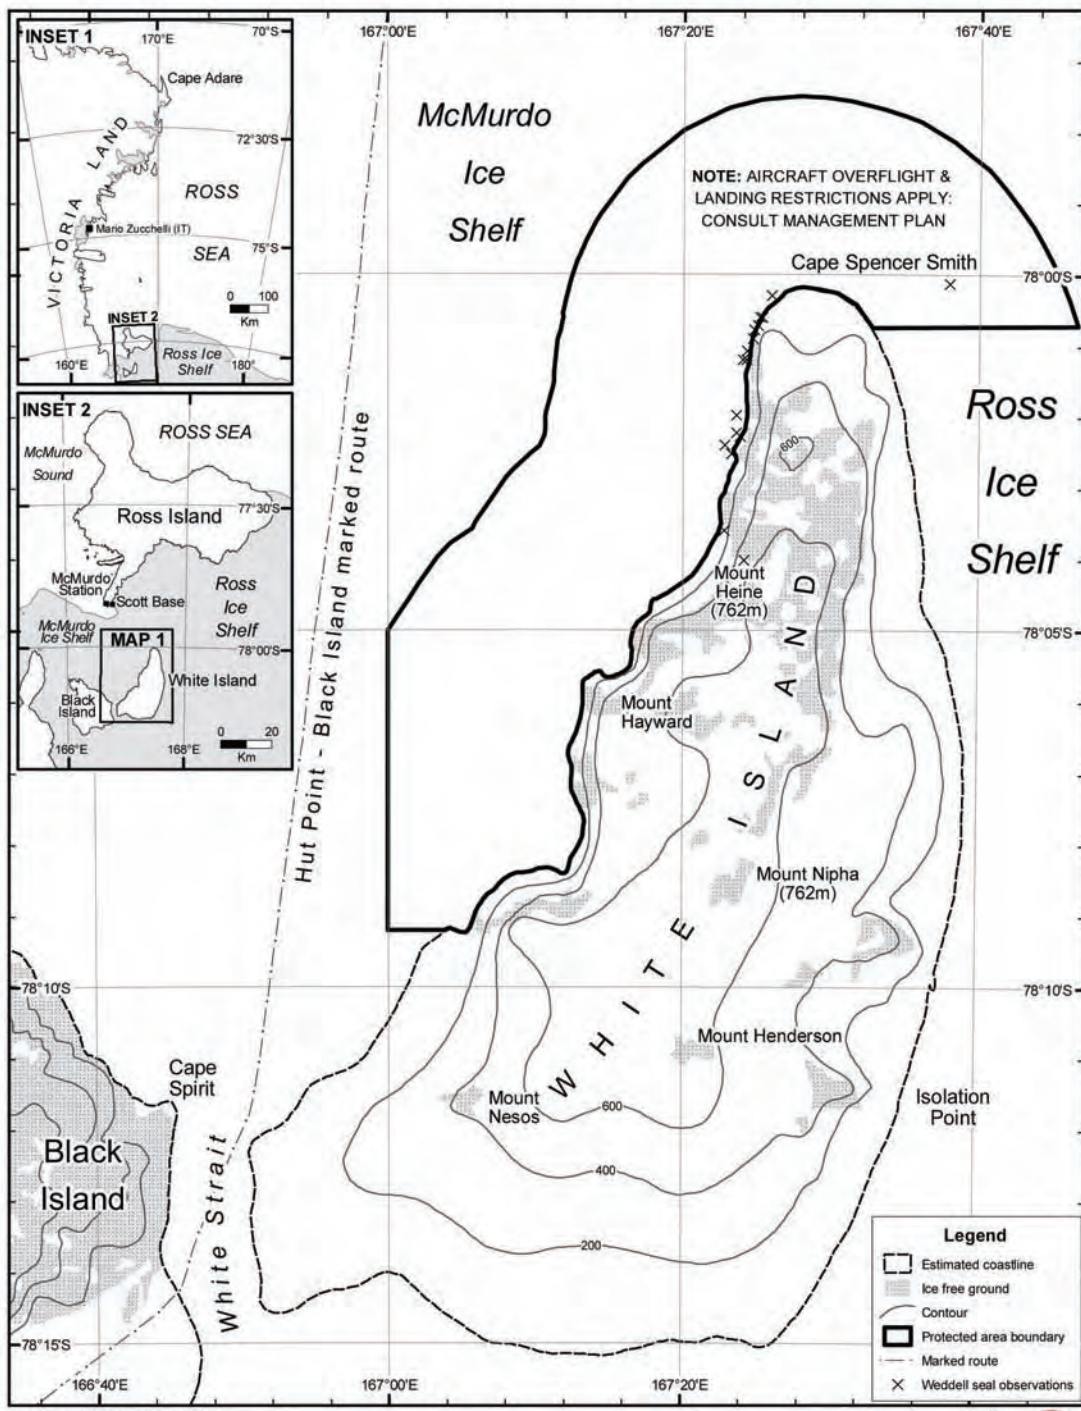 167°00'E
167°20'E
167°40'E
INSET 1
170°E
70°S
Cape Adare
72°30'S
VICTORIA LAND
ROSS
SEA
Mario Zucchelli (IT)
75°S
0 100
Km
INSET 2
Ross Ice
Shelf
160°E
180°
INSET 2
ROSS SEA
McMurdo
Sound
77°30'S
Ross Island
McMurdo
Station
Scott Base
Ross
Ice
Shelf
McMurdo
Ice Shelf
MAP 1
78°00'S
White Island
Black
Island
0 20
Km
166°E
168°E
McMurdo
Ice
Shelf
NOTE: AIRCRAFT OVERFLIGHT &
LANDING RESTRICTIONS APPLY:
CONSULT MANAGEMENT PLAN
Cape Spencer Smith
78°00'S
Hut Point - Black Island marked route
Ross
Ice
Shelf
600
Mount
Heine
(762m)
78°05'S
Mount
Hayward
WHITE ISLAND
Mount Nipha
(762m)
78°10'S
78°10'S
Mount Henderson
Cape
Spirit
Mount
Nesos
600
Isolation
Point
Black
Island
400
White Strait
200
Legend
Estimated coastline
Ice free ground
Contour
Protected area boundary
Marked route
Weddell seal observations
78°15'S
166°40'E
167°00'E
167°20'E